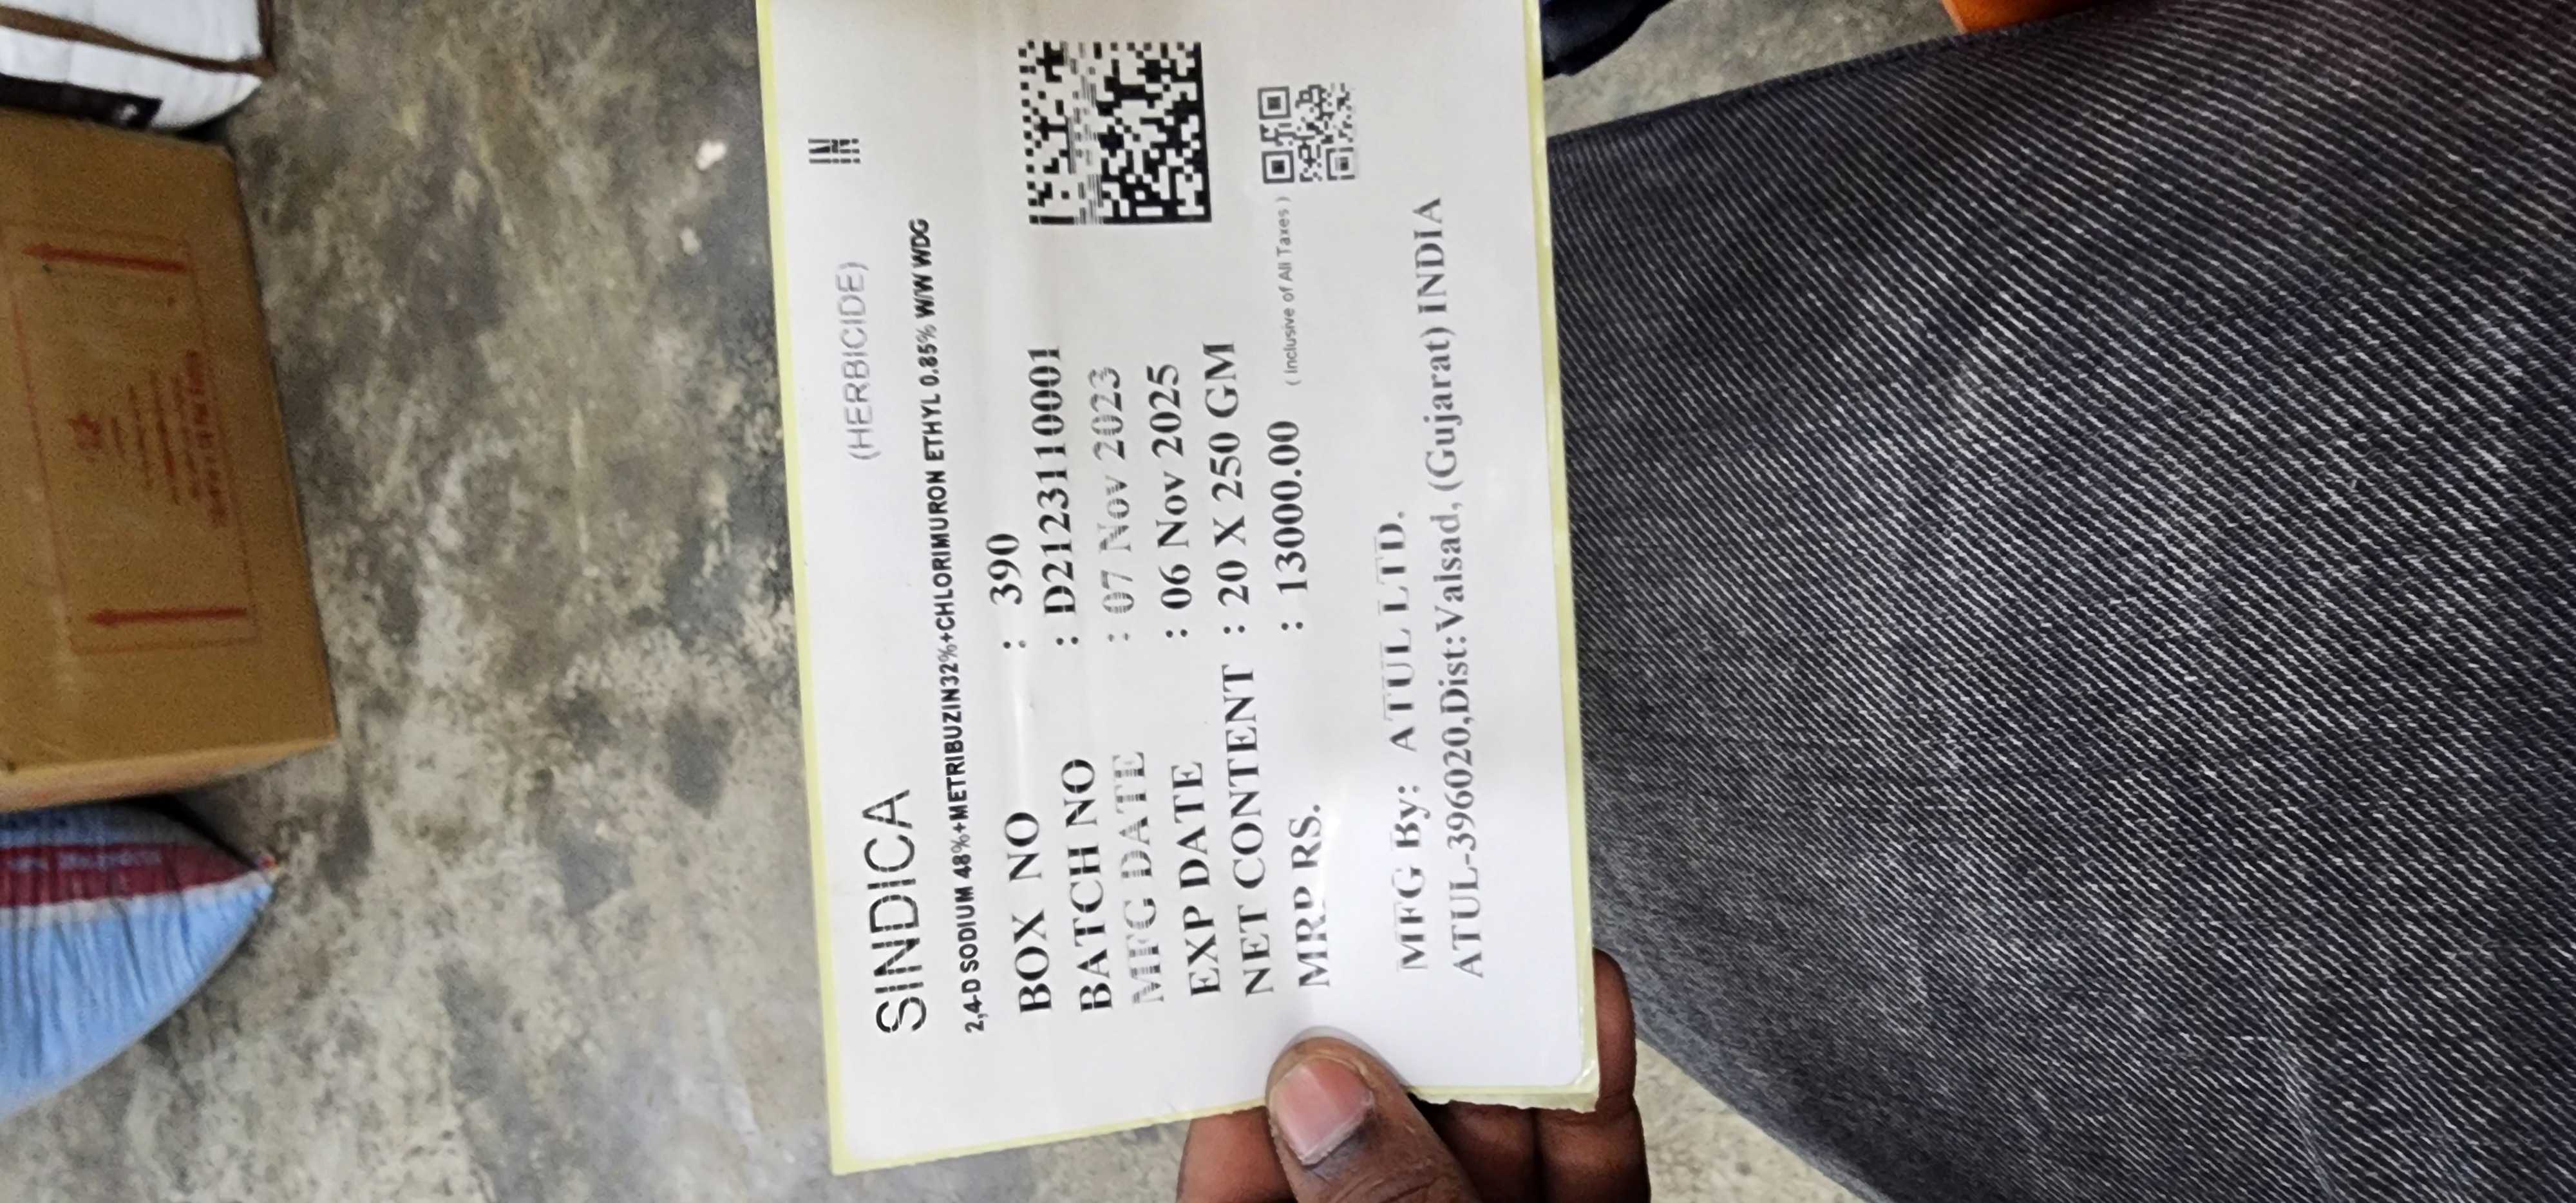 SINDICA (HERBICIDE)
2,4-D SODIUM 48%+METRIBUZIN32%+CHLORIMURON ETHYL 0.85% W/W WDG
BOX NO : 390
BATCH NO : D2123110001
MFG DATE : 07 Nov 2023
EXP DATE : 06 Nov 2025
NET CONTENT : 20 X 250 GM
MRP RS. : 13000.00 ( Inclusive of All Taxes )
MFG By: ATUL LTD.
ATUL-396020,Dist:Valsad, (Gujarat) INDIA